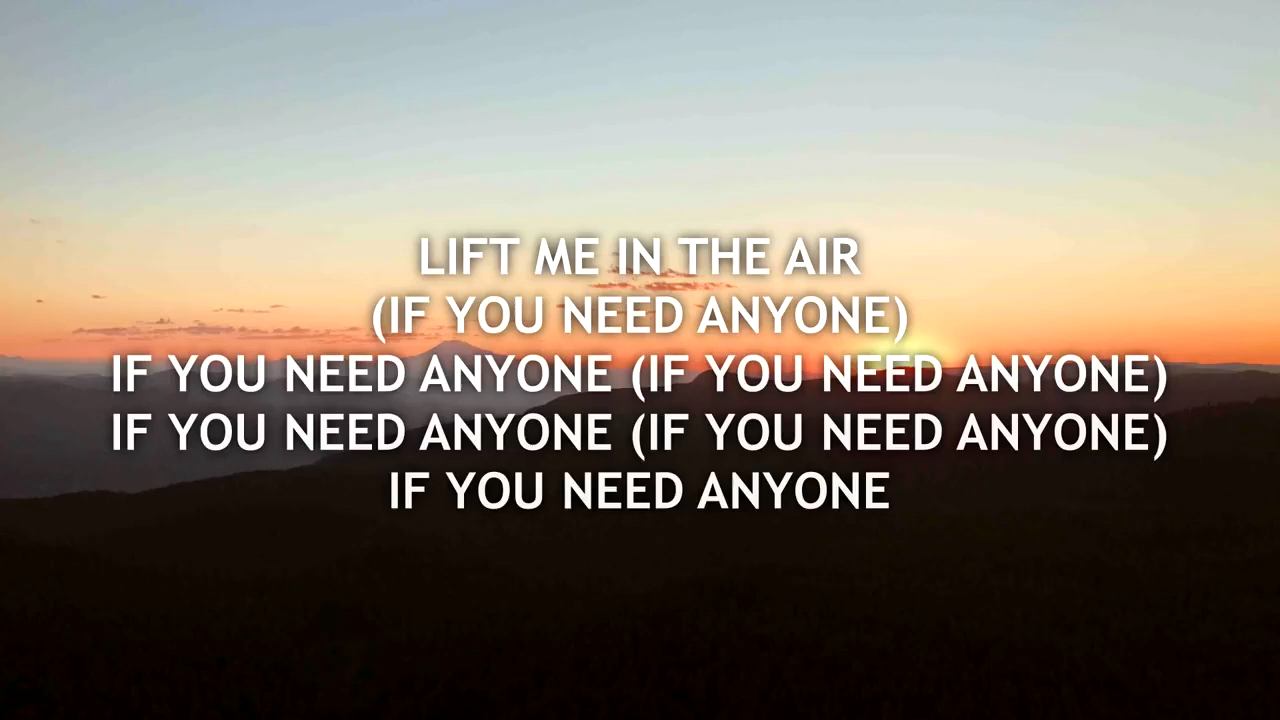 LIFT ME IN THE AIR
(IF YOU NEED ANYONE)
IF YOU NEED ANYONE (IF YOU NEED ANYONE)
IF YOU NEED ANYONE (IF YOU NEED ANYONE)
IF YOU NEED ANYONE